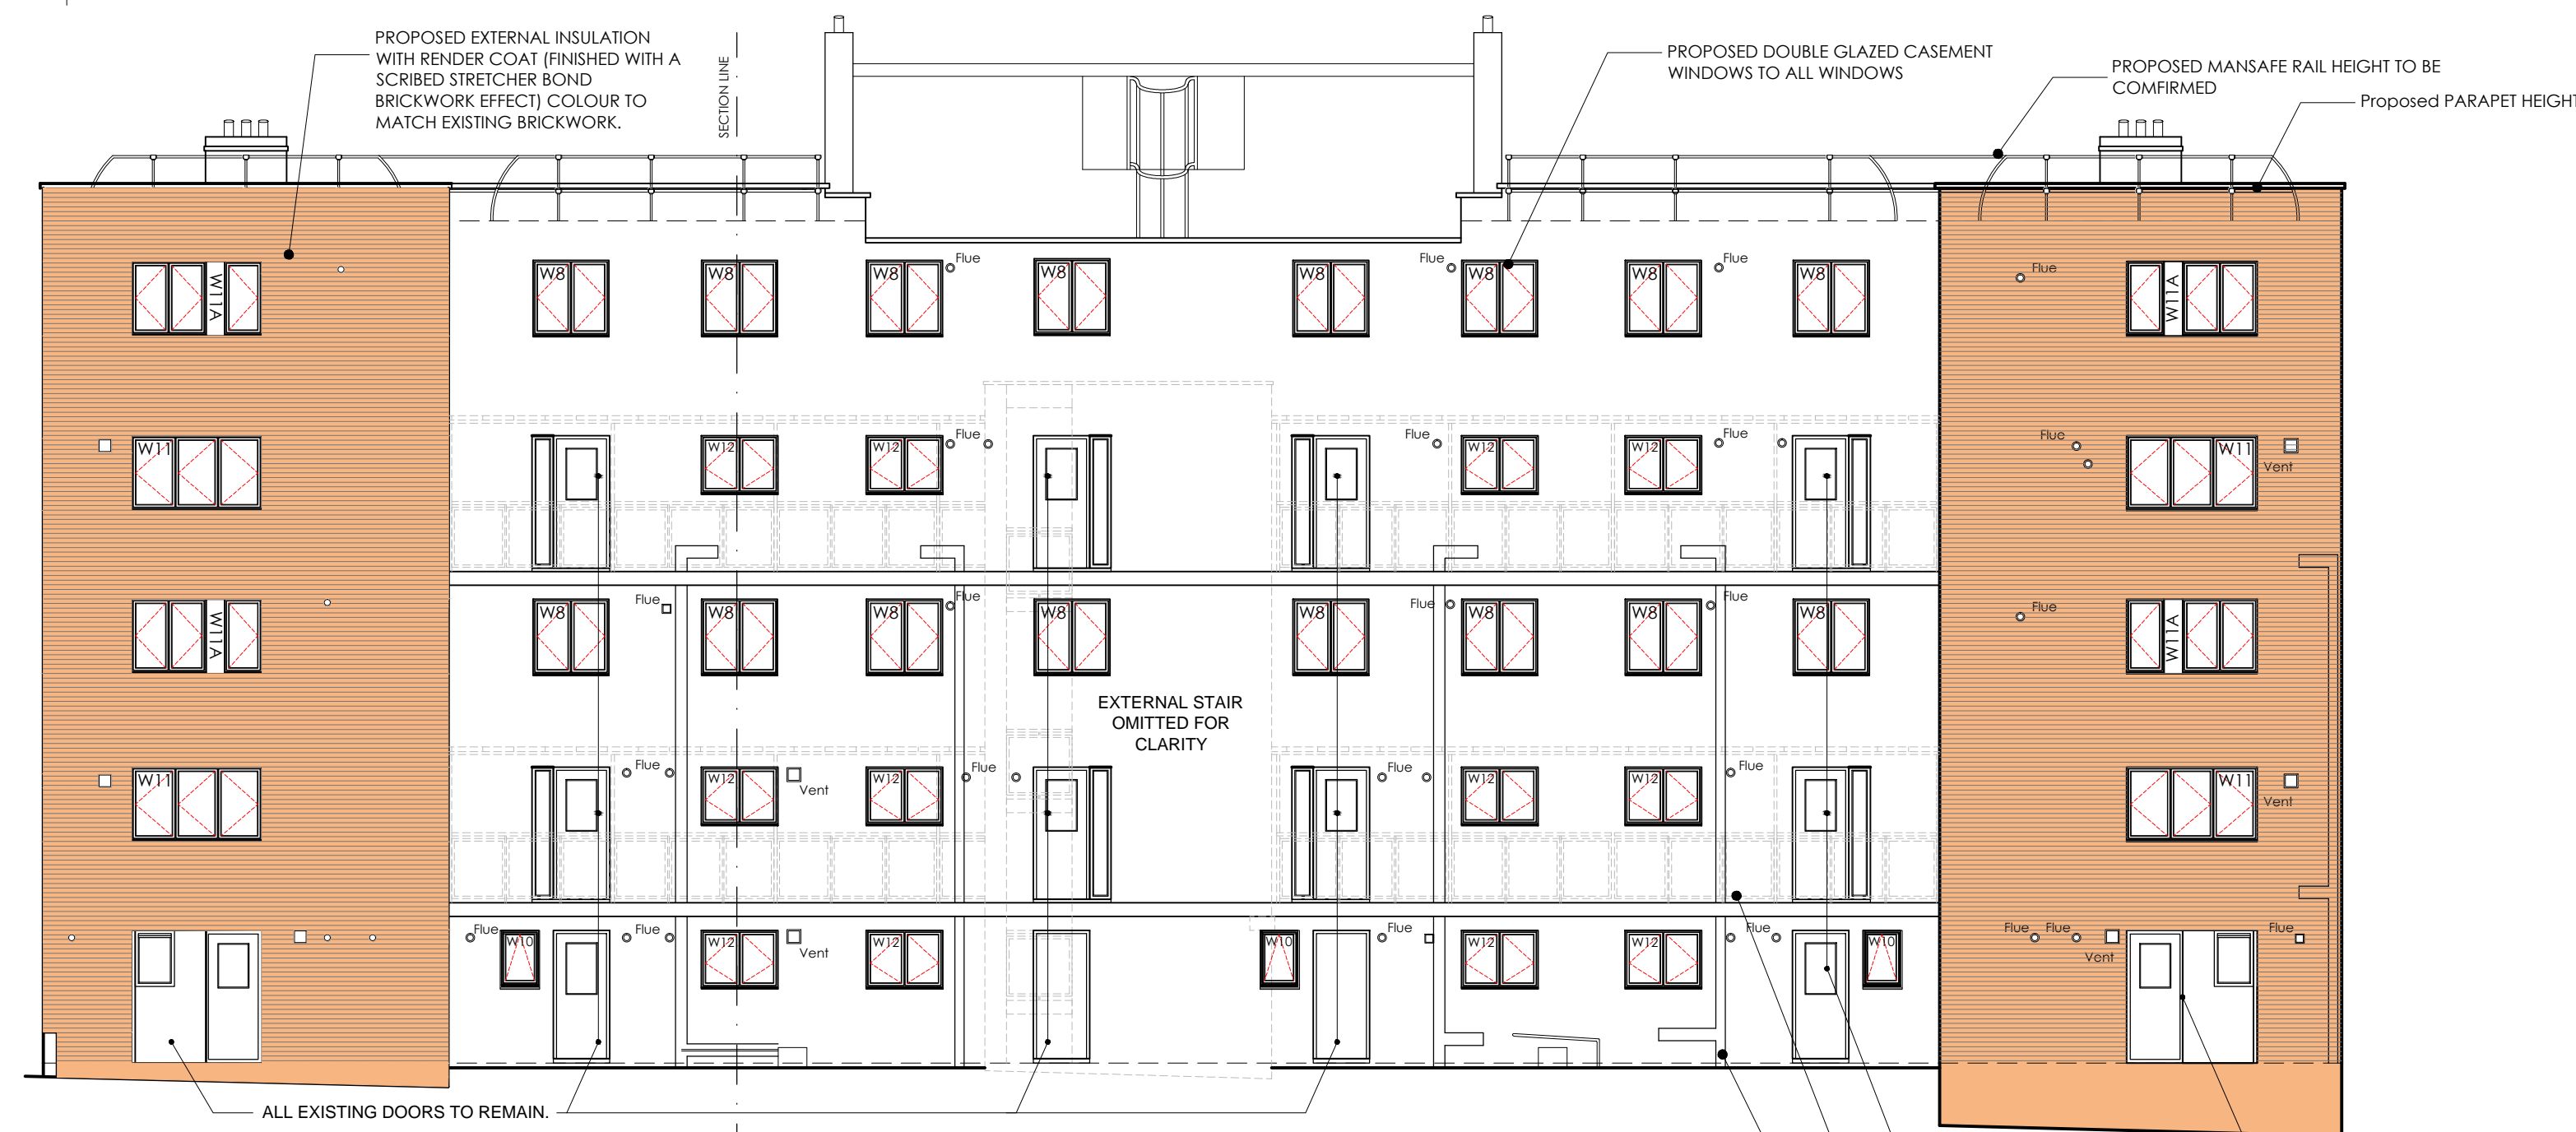 PROPOSED EXTERNAL INSULATION
WITH RENDER COAT (FINISHED WITH A
SCRIBED STRETCHER BOND
BRICKWORK EFFECT) COLOUR TO
MATCH EXISTING BRICKWORK.
SECTION LINE
PROPOSED DOUBLE GLAZED CASEMENT
WINDOWS TO ALL WINDOWS
PROPOSED MANSAFE RAIL HEIGHT TO BE
COMFIRMED
Proposed PARAPET HEIGHT
W11A
W8
W8
W8
Flue
W8
W8
Flue
W8
W8
Flue
W8
Flue
W11A
W11
W12
W12
Flue
Flue
W12
W12
Flue
Flue
W11
Vent
W11A
W8
Flue
W8
W8
Flue
W8
W8
Flue
W8
W8
Flue
W8
Flue
W11A
EXTERNAL STAIR
OMITTED FOR
CLARITY
W11
Flue
W12
Vent
W12
Flue
Flue
W12
W12
Flue
W11
Vent
Flue
W10
Flue
W12
Vent
W12
W10
Flue
W12
W12
Flue
W10
Flue
Flue
Vent
Flue
ALL EXISTING DOORS TO REMAIN.